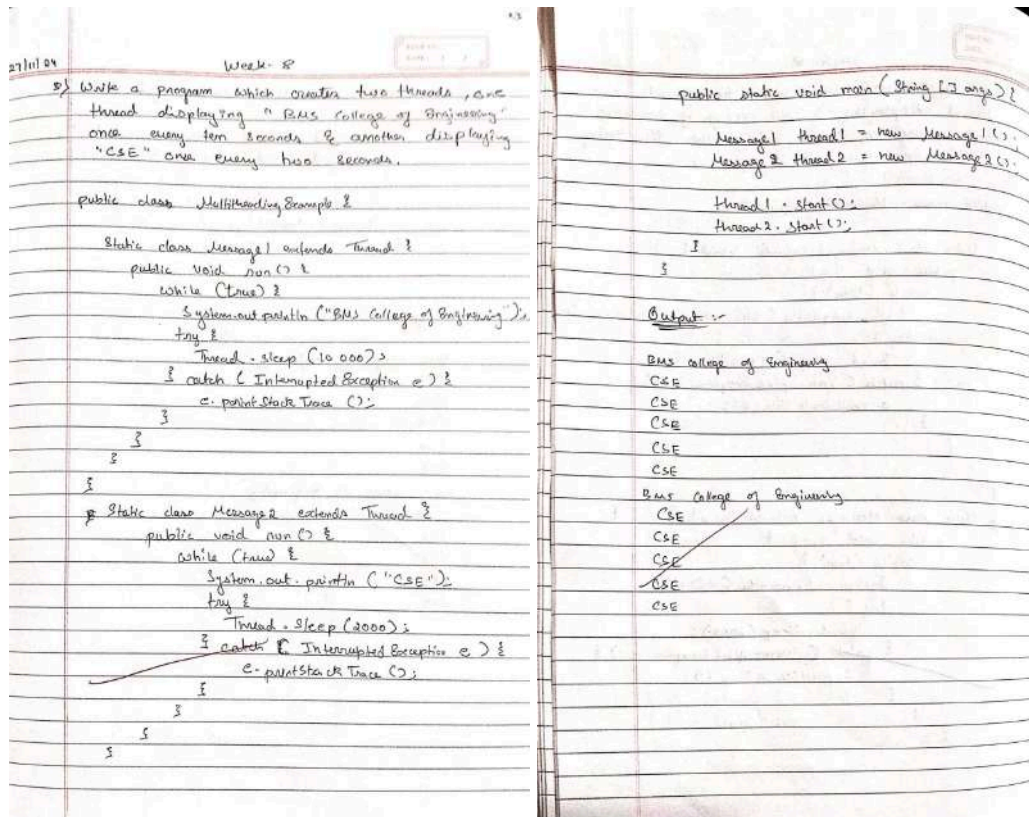 27/11/24
Week - 8
8) Write a program which creates two threads, one
thread displaying "BMS College of Engineering"
once every ten seconds & another displaying
"CSE" once every two seconds.
public class MultithreadingExample {
Static class Message1 extends Thread {
public void run() {
while (true) {
System.out.println ("BMS College of Engineering");
try {
Thread.sleep (10 000);
} catch ( Interrupted Exception e ) {
e. printStackTrace ();
}
}
}
}
Static class Message2 extends Thread {
public void run() {
while (true) {
System.out.println ("CSE");
try {
Thread.sleep (2000);
} catch ( Interrupted Exception e ) {
e. printStackTrace ();
}
}
}
}
public static void main (String [] args) {
Message1 thread1 = new Message1 ();
Message2 thread2 = new Message2 ();
thread1. start ();
thread2. start ();
}
}
Output :-
BMS college of Engineering
CSE
CSE
CSE
CSE
CSE
BMS College of Engineering
CSE
CSE
CSE
CSE
CSE